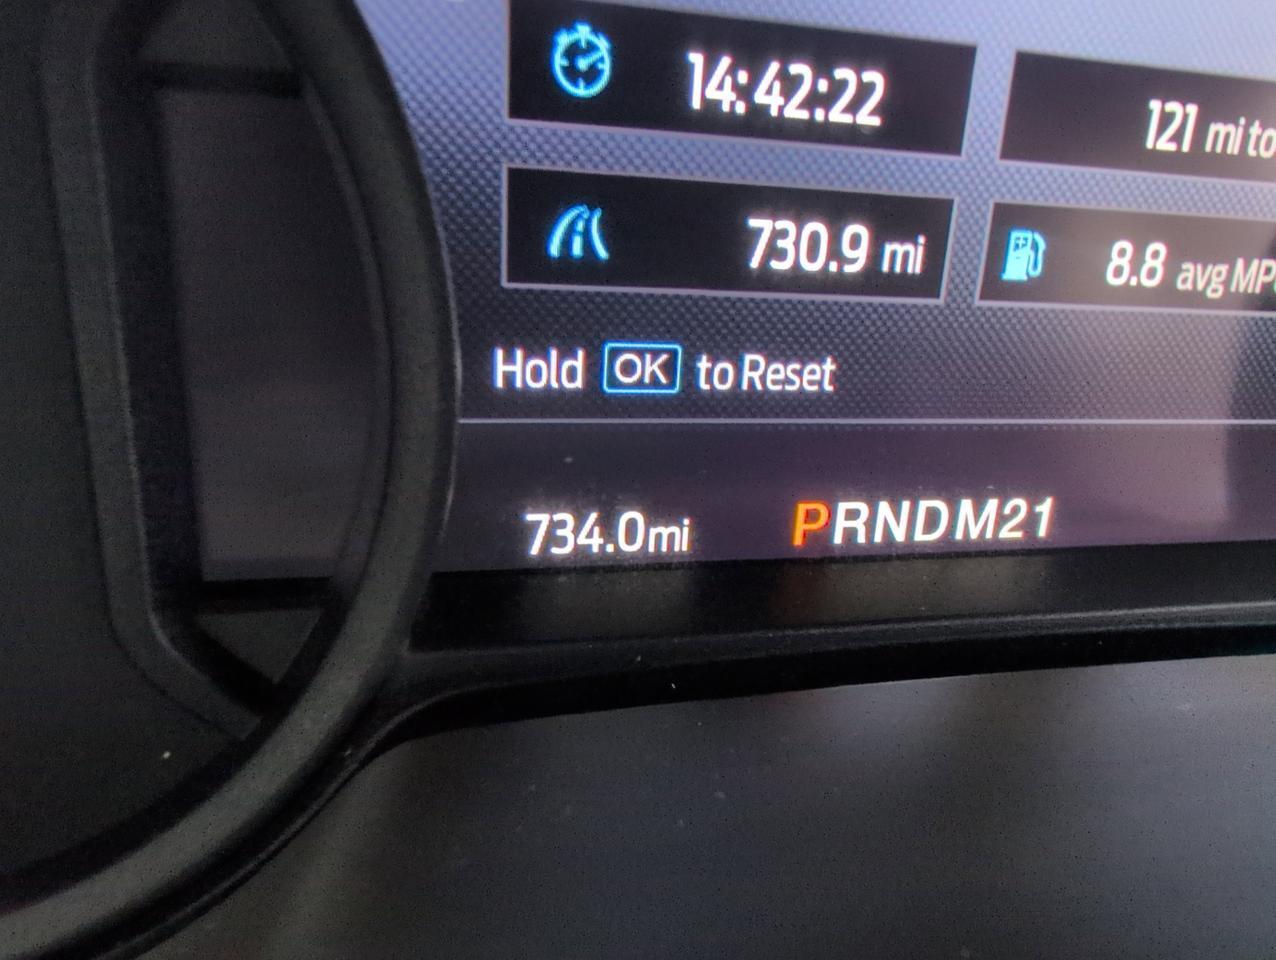 14:42:22
121 mi to
730.9 mi
8.8 avg MP
Hold OK to Reset
734.0mi
PRNDM21